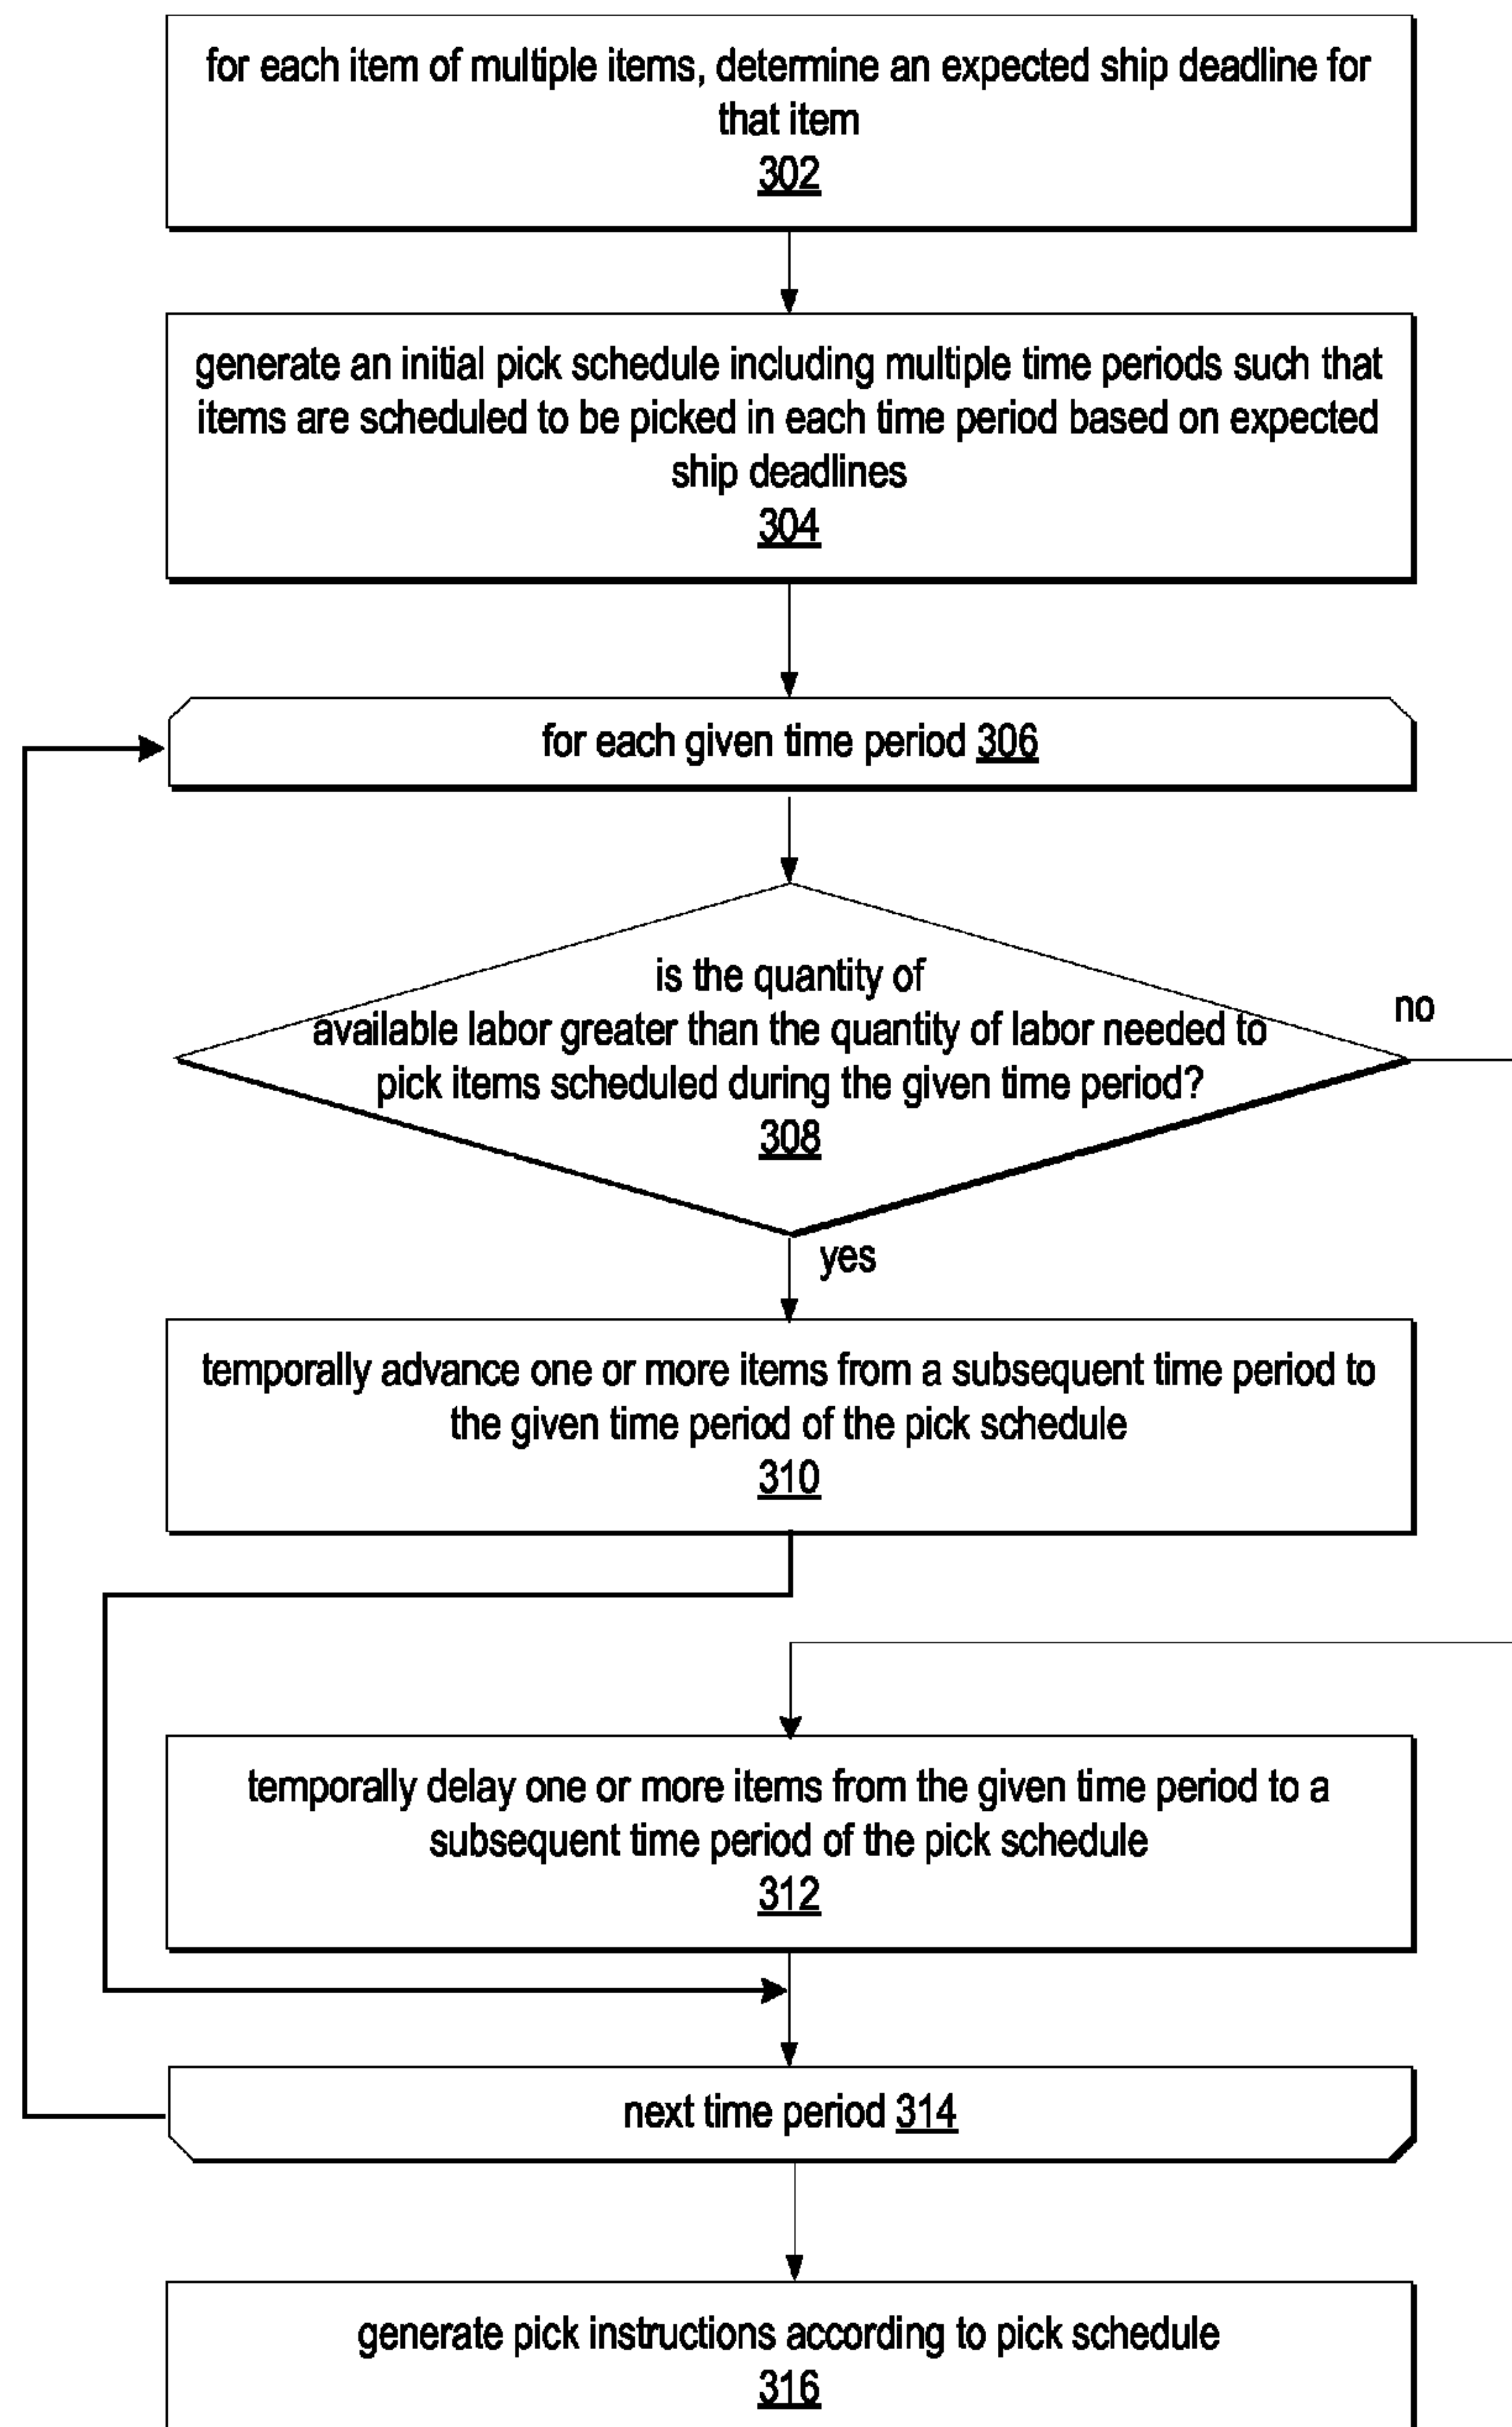 for each item of multiple items, determine an expected ship deadline for
that item
302
generate an initial pick schedule including multiple time periods such that
items are scheduled to be picked in each time period based on expected
ship deadlines
304
for each given time period 306
is the quantity of
available labor greater than the quantity of labor needed to
pick items scheduled during the given time period?
308
no
yes
temporally advance one or more items from a subsequent time period to
the given time period of the pick schedule
310
temporally delay one or more items from the given time period to a
subsequent time period of the pick schedule
312
next time period 314
generate pick instructions according to pick schedule
316